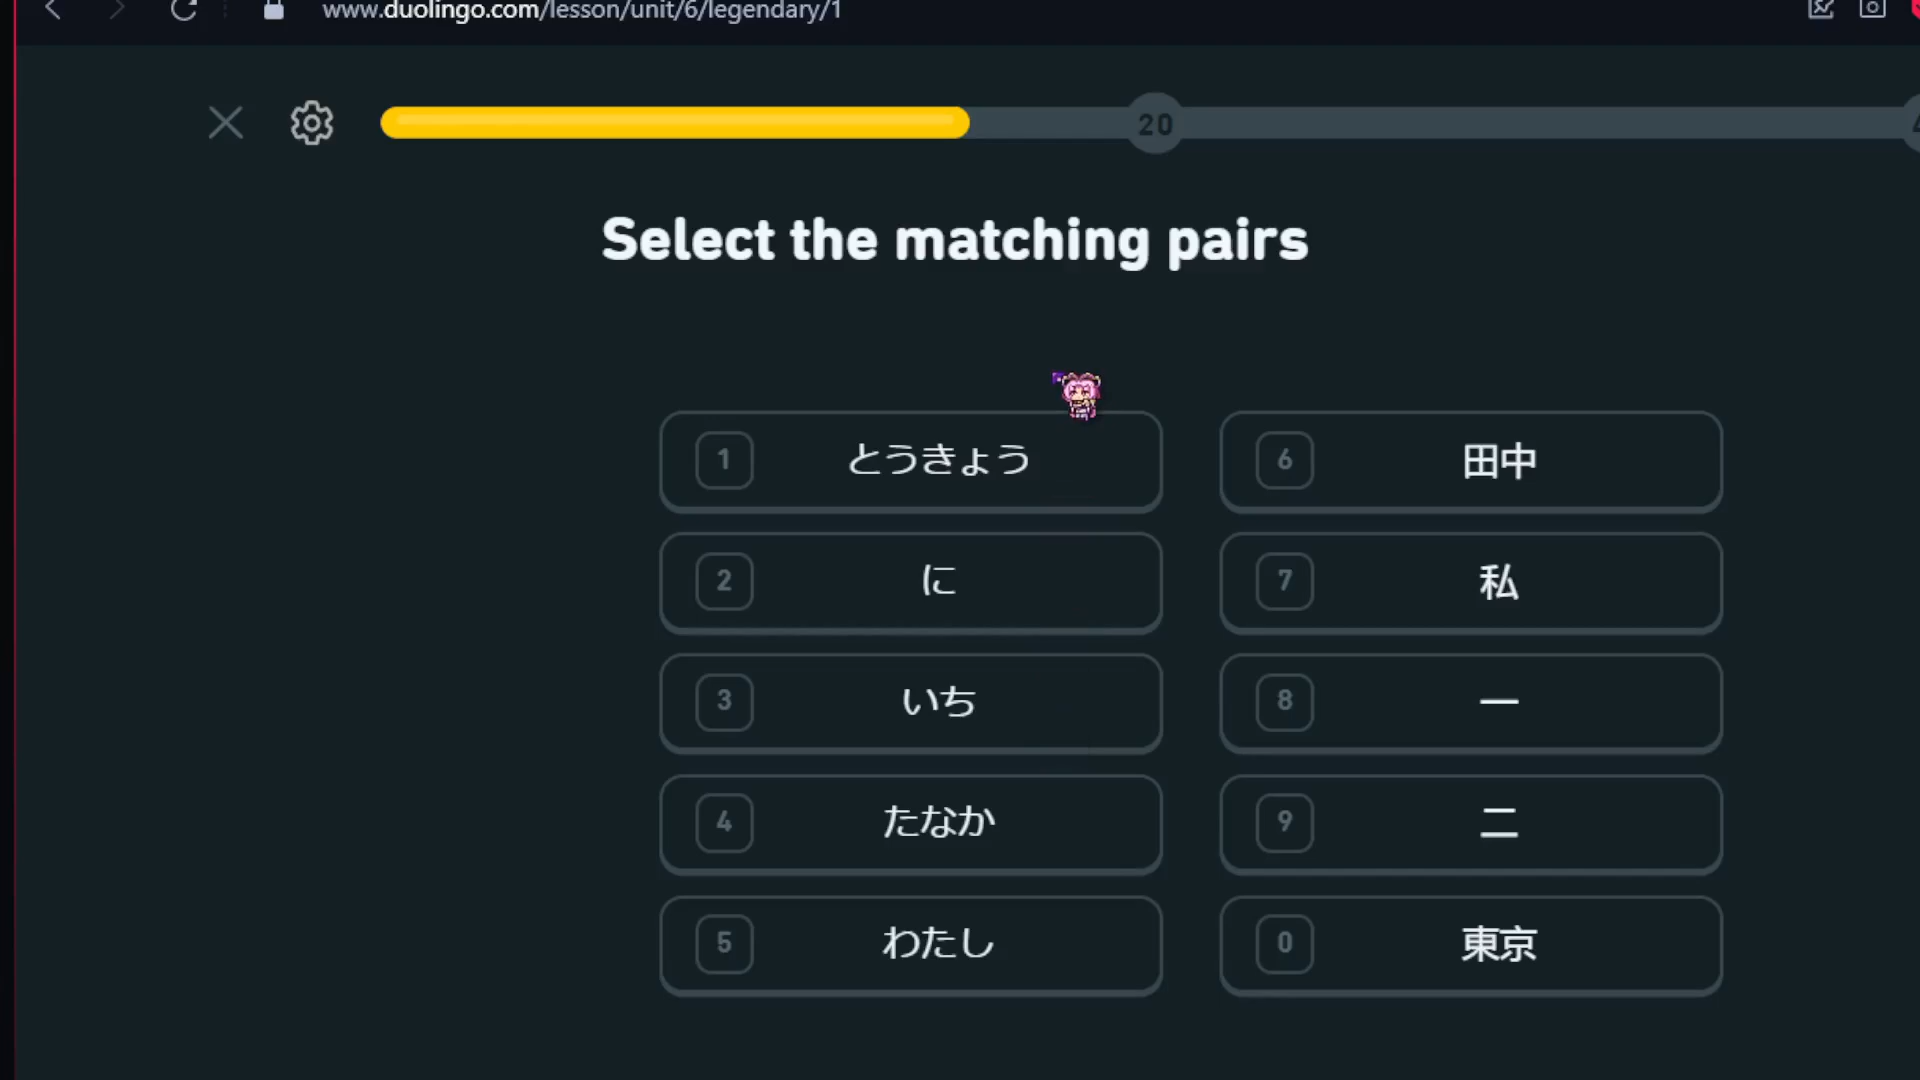 www.duolingo.com/lesson/unit/6/legendary/1
20
Select the matching pairs
1 とうきょう
6 田中
2 に
7 私
3 いち
8 一
4 たなか
9 二
5 わたし
0 東京